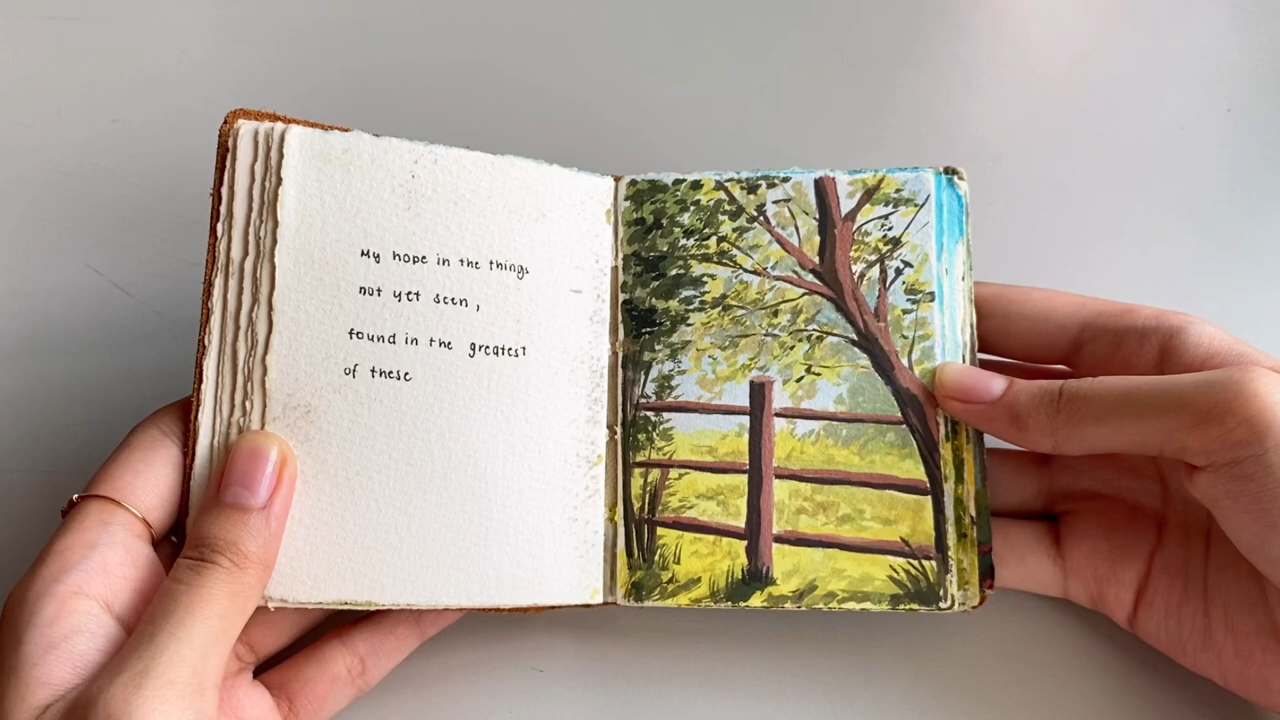 My hope in the things
not yet seen,
found in the greatest
of these